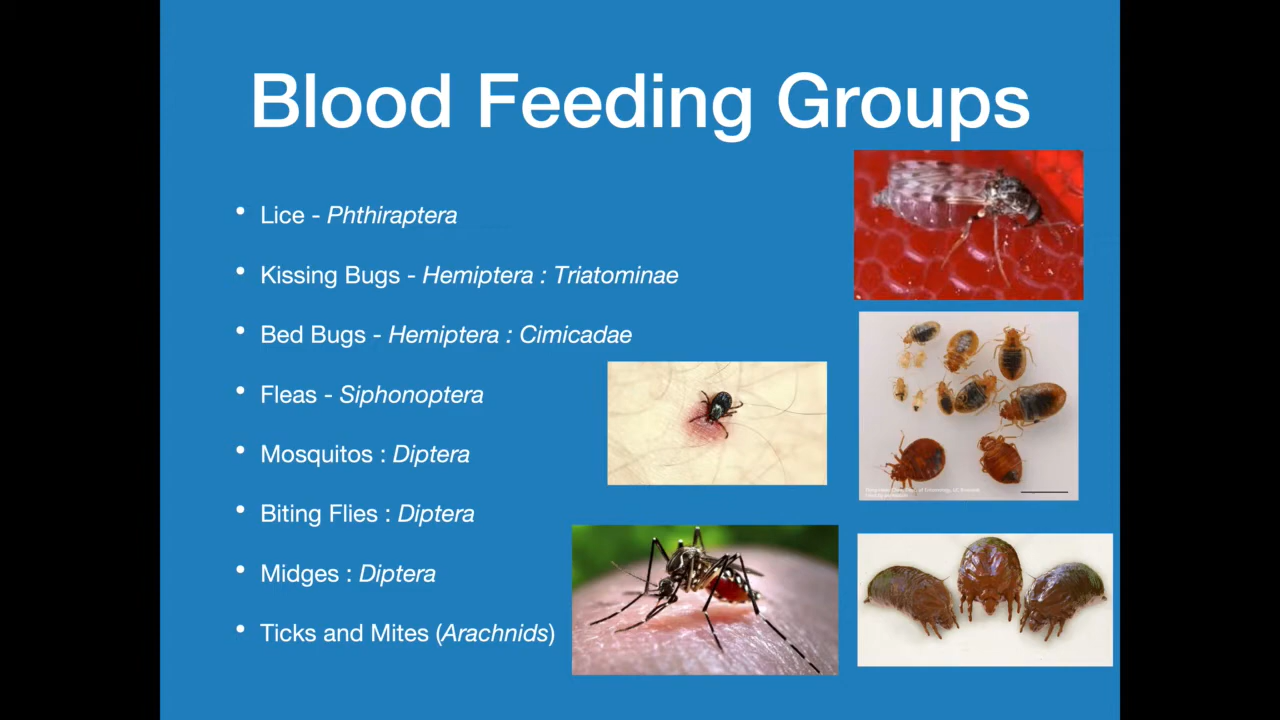 Blood Feeding Groups
• Lice - Phthiraptera
• Kissing Bugs - Hemiptera : Triatominae
• Bed Bugs - Hemiptera : Cimicadae
• Fleas - Siphonoptera
• Mosquitos : Diptera
• Biting Flies : Diptera
• Midges : Diptera
• Ticks and Mites (Arachnids)